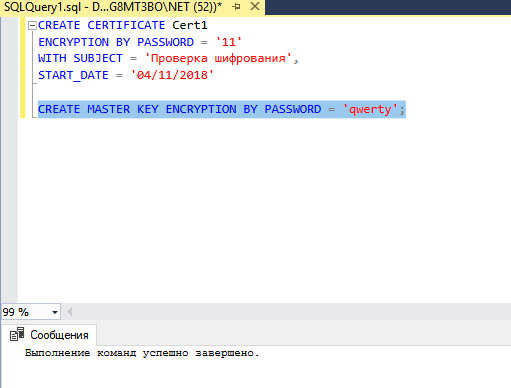 SQLQuery1.sql - D...G8MT3BO\NET (52))*
CREATE CERTIFICATE Cert1
ENCRYPTION BY PASSWORD = '11'
WITH SUBJECT = 'Проверка шифрования',
START_DATE = '04/11/2018'
CREATE MASTER KEY ENCRYPTION BY PASSWORD = 'qwerty';
99 %
Сообщения
Выполнение команд успешно завершено.